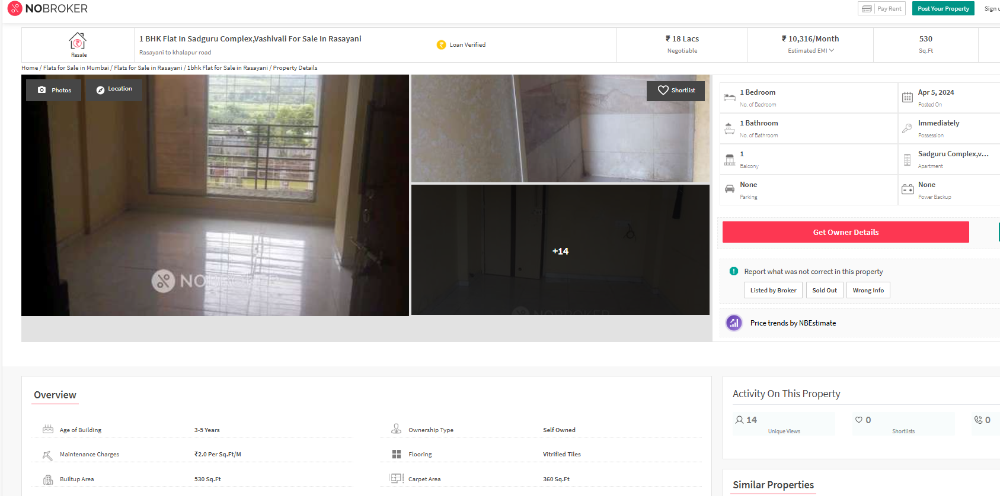 NOBROKER
Pay Rent
Post Your Property
Sign u
Resale
1 BHK Flat In Sadguru Complex,Vashivali For Sale In Rasayani
Rasayani to khalapur road
Loan Verified
₹ 18 Lacs
Negotiable
₹ 10,316/Month
Estimated EMI
530
Sq.Ft
Home / Flats for Sale in Mumbai / Flats for Sale in Rasayani / 1bhk Flat for Sale in Rasayani / Property Details
Photos
Location
Shortlist
NOBROKER
+14
NOBROKER
1 Bedroom
No. of Bedroom
Apr 5, 2024
Posted On
1 Bathroom
No. of Bathroom
Immediately
Possession
1
Balcony
Sadguru Complex,v...
Apartment
None
Parking
None
Power Backup
Get Owner Details
Report what was not correct in this property
Listed by Broker
Sold Out
Wrong Info
Price trends by NBEstimate
Overview
Age of Building
3-5 Years
Ownership Type
Self Owned
Maintenance Charges
₹2.0 Per Sq.Ft/M
Flooring
Vitrified Tiles
Builtup Area
530 Sq.Ft
Carpet Area
360 Sq.Ft
Activity On This Property
14
Unique Views
0
Shortlists
0
Similar Properties